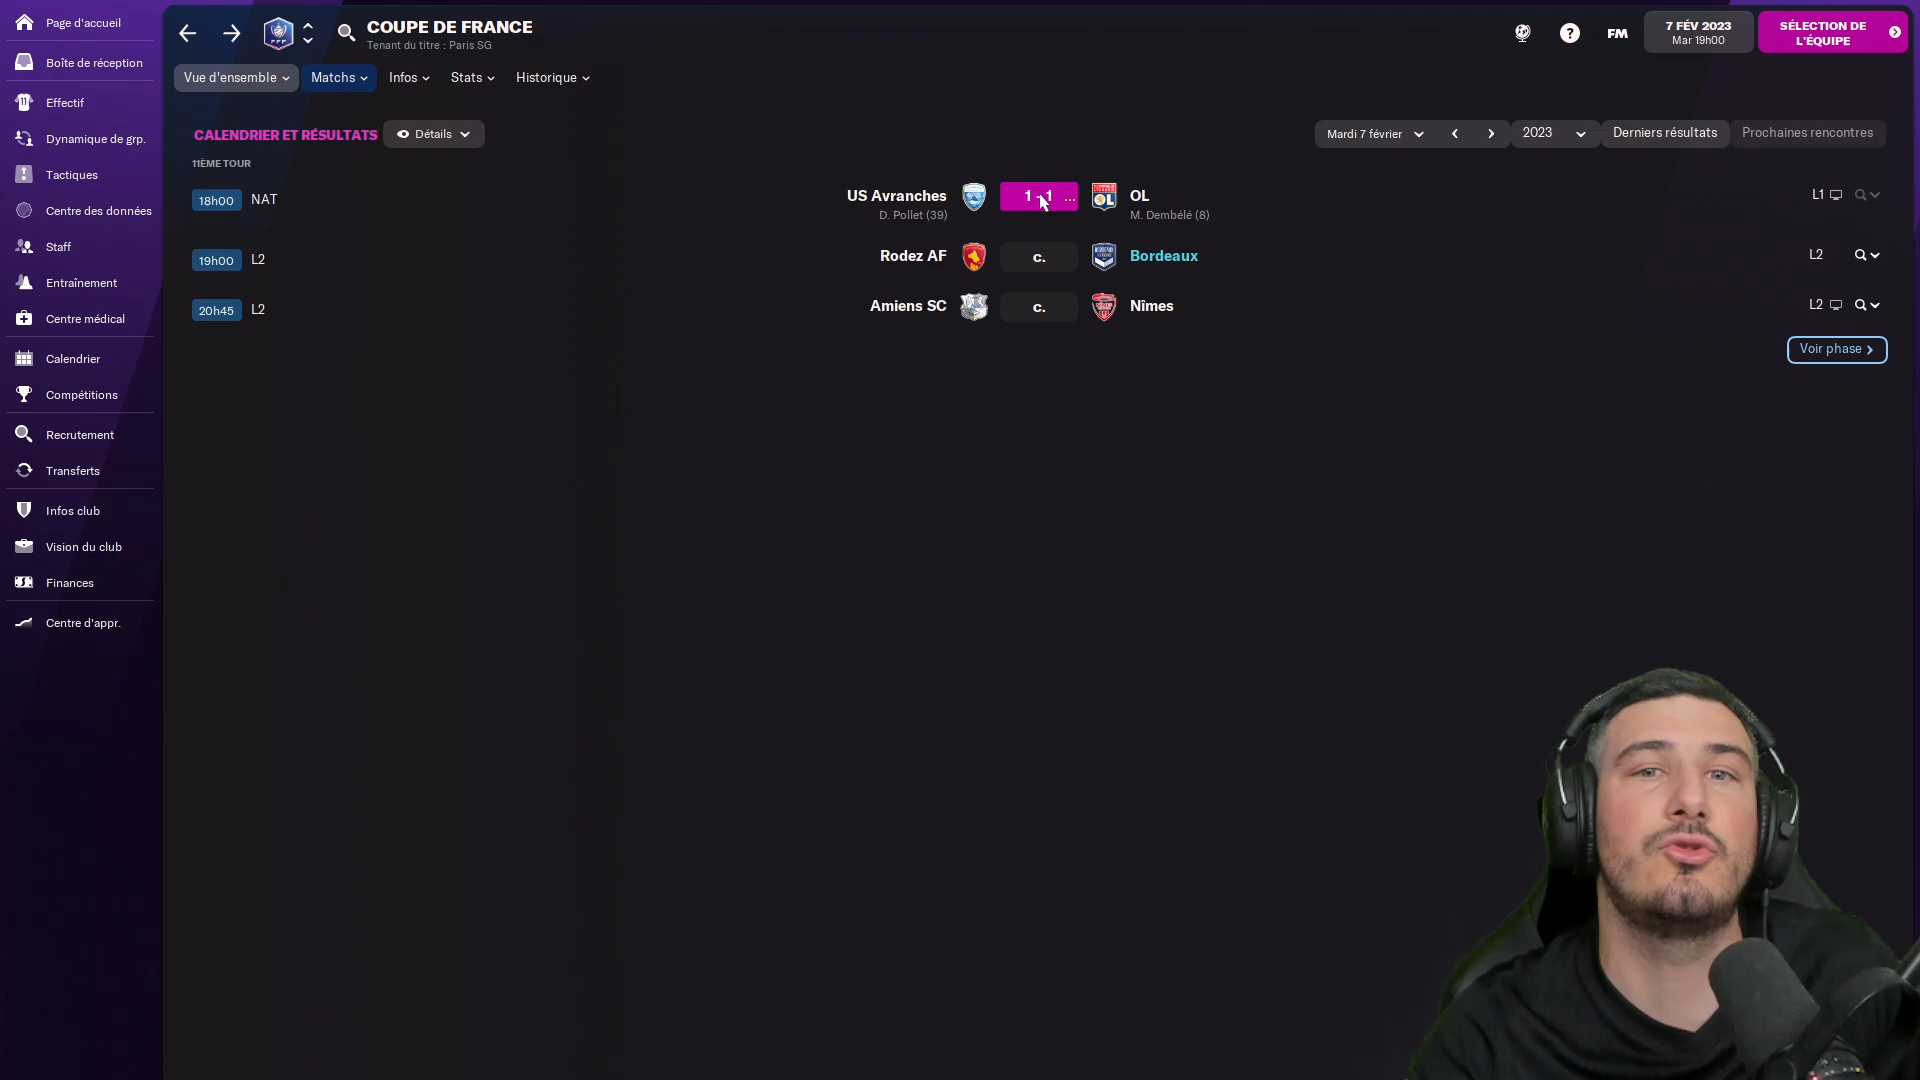 Page d'accueil
Boîte de réception
Effectif
Dynamique de grp.
Tactiques
Centre des données
Staff
Entraînement
Centre médical
Calendrier
Compétitions
Recrutement
Transferts
Infos club
Vision du club
Finances
Centre d'appr.
COUPE DE FRANCE
Tenant du titre : Paris SG
FM
7 FÉV 2023
Mar 19h00
SÉLECTION DE
L'ÉQUIPE
Vue d'ensemble Matchs Infos Stats Historique
CALENDRIER ET RÉSULTATS Détails Mardi 7 février 2023 Derniers résultats Prochaines rencontres
11ÈME TOUR
18h00 NAT US Avranches 1 - 1 ... OL L1
D. Pollet (39) M. Dembélé (8)
19h00 L2 Rodez AF c. Bordeaux L2
20h45 L2 Amiens SC c. Nîmes L2
Voir phase